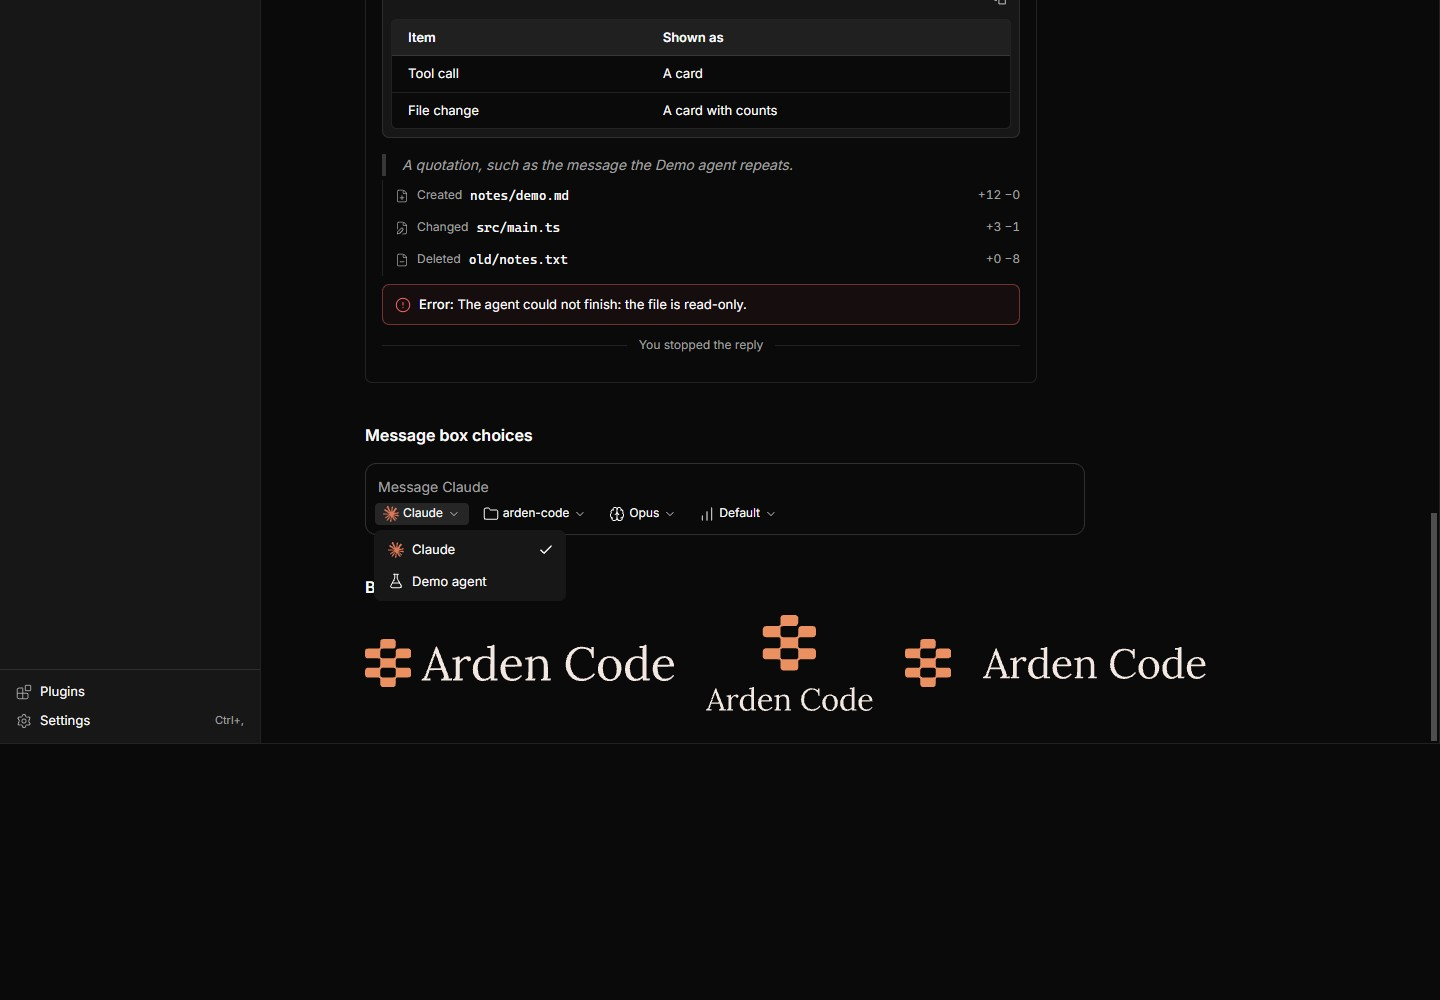 Item Shown as
Tool call A card
File change A card with counts
A quotation, such as the message the Demo agent repeats.
Created notes/demo.md +12 −0
Changed src/main.ts +3 −1
Deleted old/notes.txt +0 −8
Error: The agent could not finish: the file is read-only.
You stopped the reply
Message box choices
Message Claude
Claude arden-code Opus Default
Claude
Demo agent
B
Arden Code
Arden Code
Arden Code
Plugins
Settings Ctrl+,